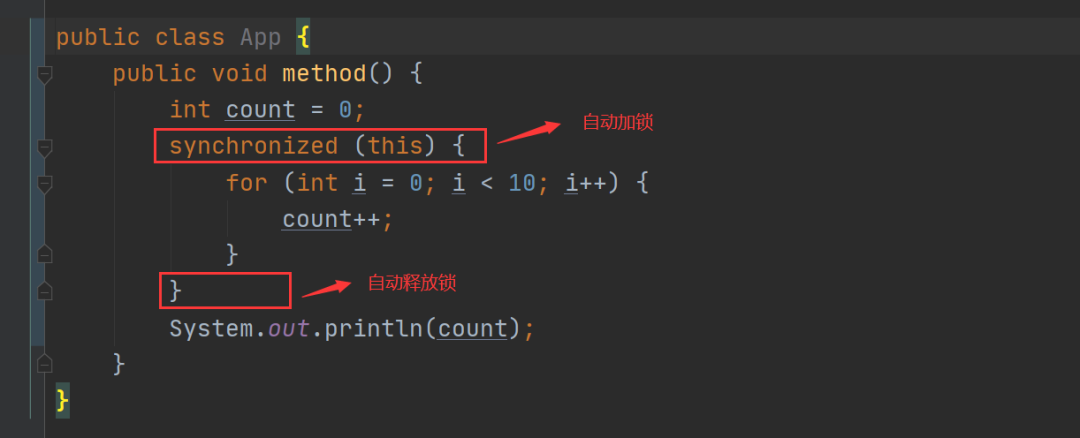 public class App {
public void method() {
int count = 0;
synchronized (this) {
自动加锁
for (int i = 0; i < 10; i++) {
count++;
}
}
自动释放锁
System.out.println(count);
}
}